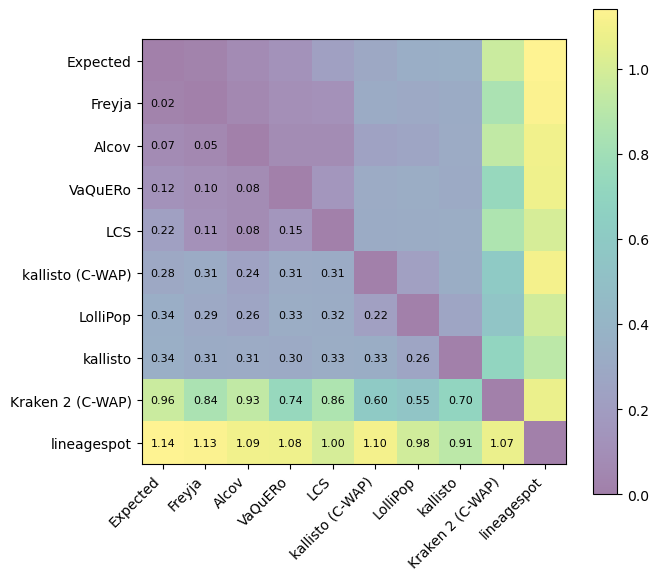 Expected
Freyja 0.02
Alcov 0.07 0.05
VaQuERo 0.12 0.10 0.08
LCS 0.22 0.11 0.08 0.15
kallisto (C-WAP) 0.28 0.31 0.24 0.31 0.31
LolliPop 0.34 0.29 0.26 0.33 0.32 0.22
kallisto 0.34 0.31 0.31 0.30 0.33 0.33 0.26
Kraken 2 (C-WAP) 0.96 0.84 0.93 0.74 0.86 0.60 0.55 0.70
lineagespot 1.14 1.13 1.09 1.08 1.00 1.10 0.98 0.91 1.07
Expected
Freyja
Alcov
VaQuERo
LCS
kallisto (C-WAP)
LolliPop
kallisto
Kraken 2 (C-WAP)
lineagespot
1.0
0.8
0.6
0.4
0.2
0.0